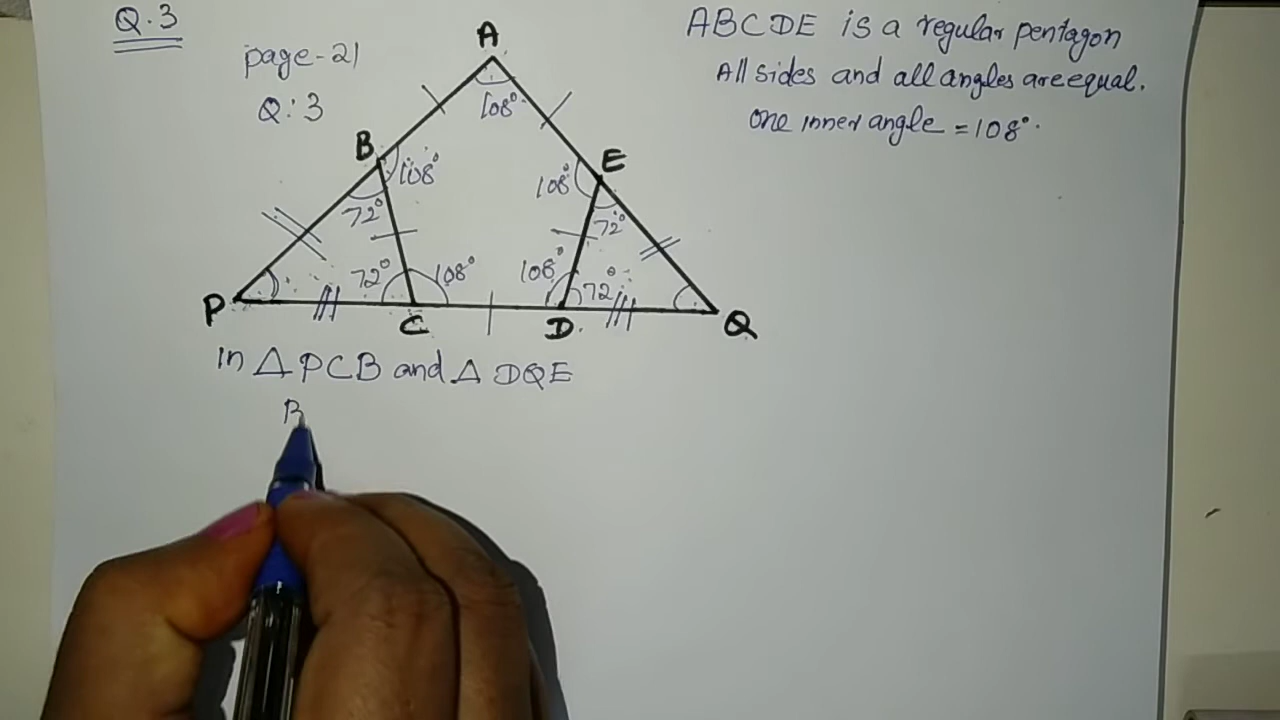 Q.3
page-21
Q:3
ABCDE is a regular pentagon
All sides and all angles are equal.
One inner angle = 108°.
A
108°
B
108°
E
108°
72°
72°
72°
108°
108°
72°
P
C
D
Q
In △PCB and △DQE
B